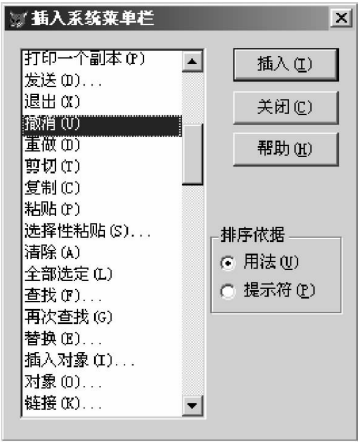 插入系统菜单栏
打印一个副本(P)
发送(D)...
退出(X)
撤消(U)
重做(D)
剪切(T)
复制(C)
粘贴(P)
选择性粘贴(S)...
清除(A)
全部选定(L)
查找(F)...
再次查找(G)
替换(E)...
插入对象(I)...
对象(O)...
链接(K)...
插入(I)
关闭(C)
帮助(H)
排序依据
用法(U)
提示符(P)